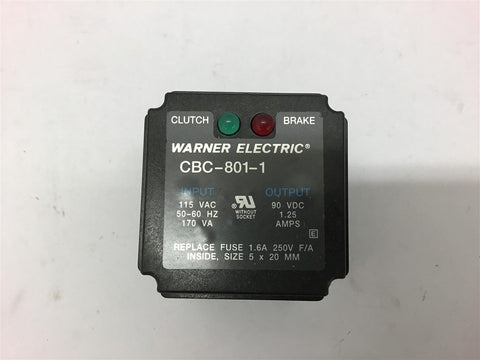 CLUTCH BRAKE
WARNER ELECTRIC®
CBC-801-1
INPUT OUTPUT
115 VAC 90 VDC
50-60 HZ WITHOUT 1.25
170 VA SOCKET AMPS
E
REPLACE FUSE 1.6A 250V F/A
INSIDE, SIZE 5 x 20 MM